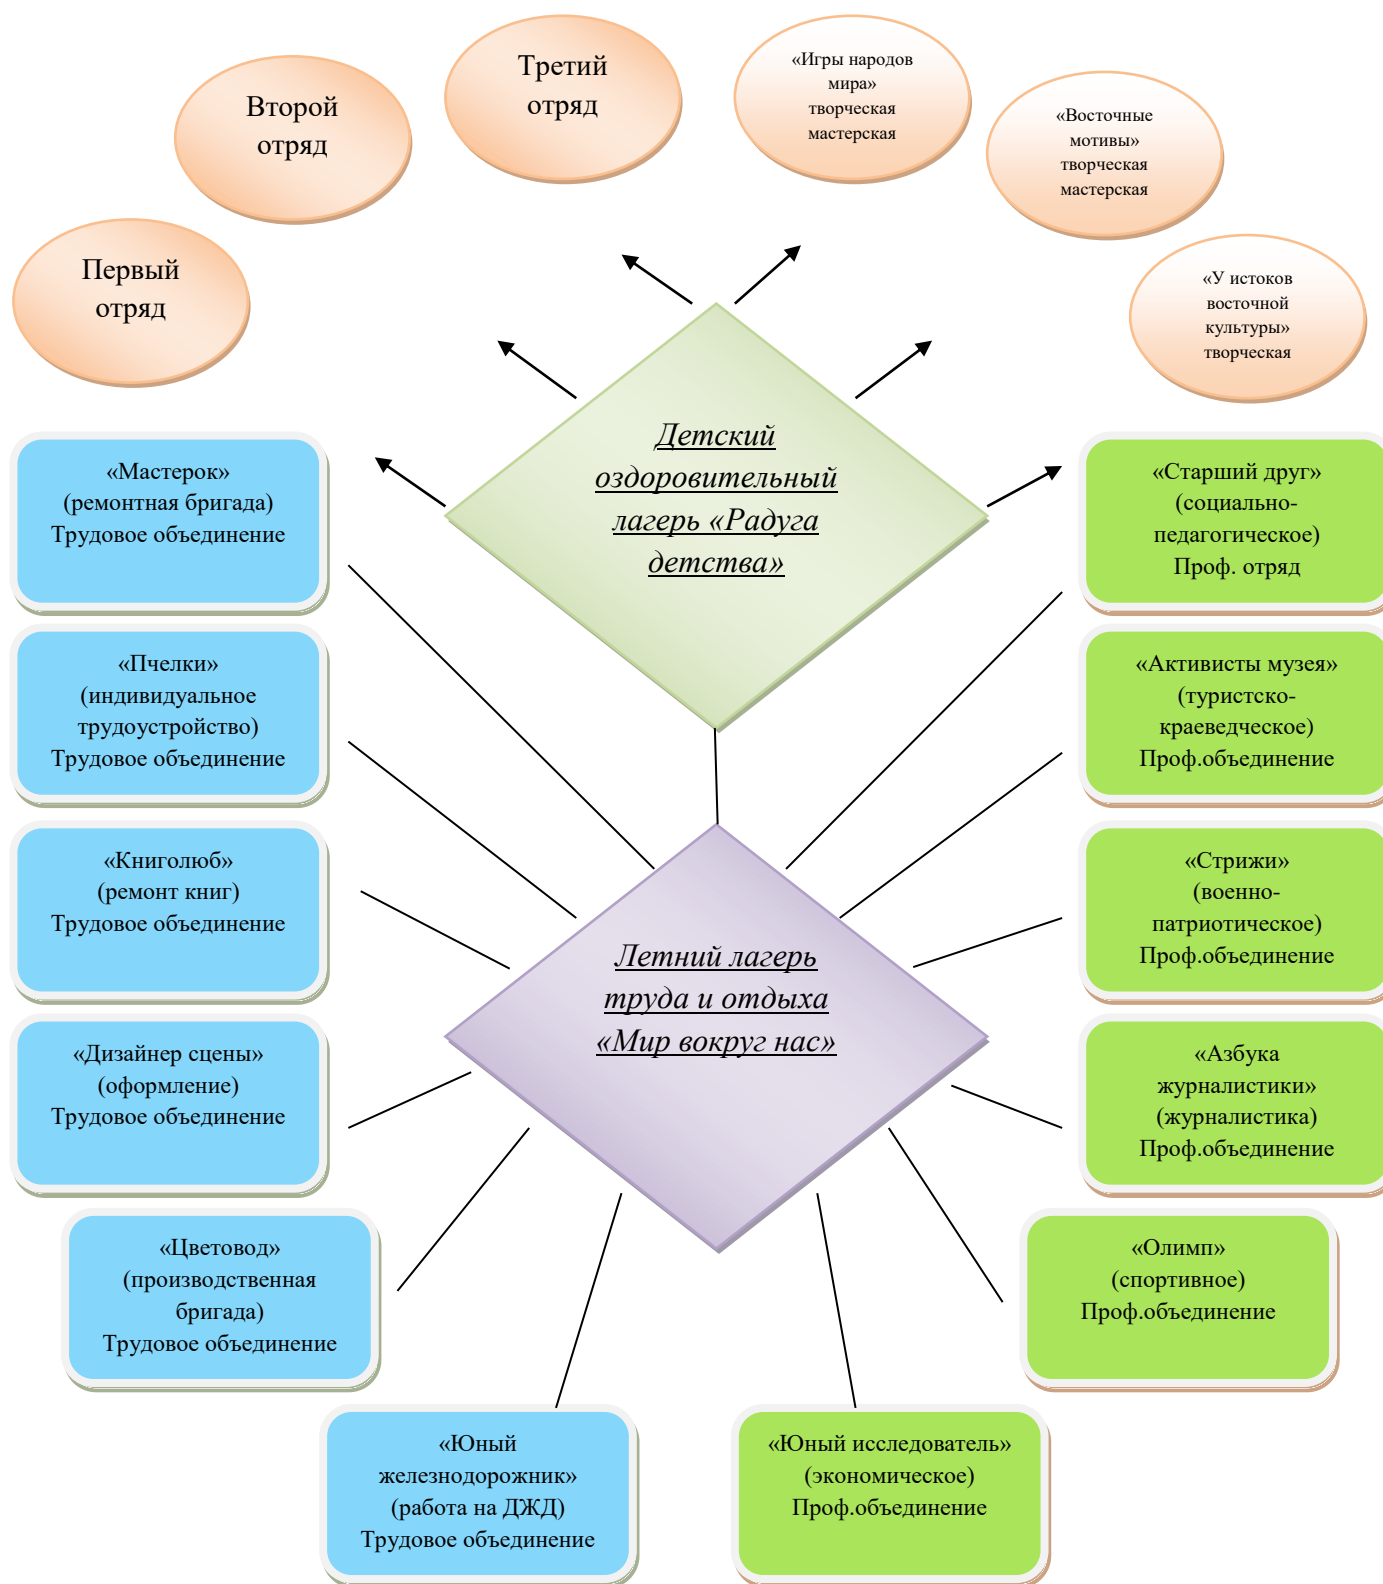 Третий
отряд
«Игры народов
мира»
творческая
мастерская
Второй
отряд
«Восточные
мотивы»
творческая
мастерская
Первый
отряд
«У истоков
восточной
культуры»
творческая
Детский
оздоровительный
лагерь «Радуга
детства»
«Мастерок»
(ремонтная бригада)
Трудовое объединение
«Старший друг»
(социально-
педагогическое)
Проф. отряд
«Пчелки»
(индивидуальное
трудоустройство)
Трудовое объединение
«Активисты музея»
(туристско-
краеведческое)
Проф.объединение
«Книголюб»
(ремонт книг)
Трудовое объединение
«Стрижи»
(военно-
патриотическое)
Проф.объединение
Летний лагерь
труда и отдыха
«Мир вокруг нас»
«Дизайнер сцены»
(оформление)
Трудовое объединение
«Азбука
журналистики»
(журналистика)
Проф.объединение
«Цветовод»
(производственная
бригада)
Трудовое объединение
«Олимп»
(спортивное)
Проф.объединение
«Юный
железнодорожник»
(работа на ДЖД)
Трудовое объединение
«Юный исследователь»
(экономическое)
Проф.объединение